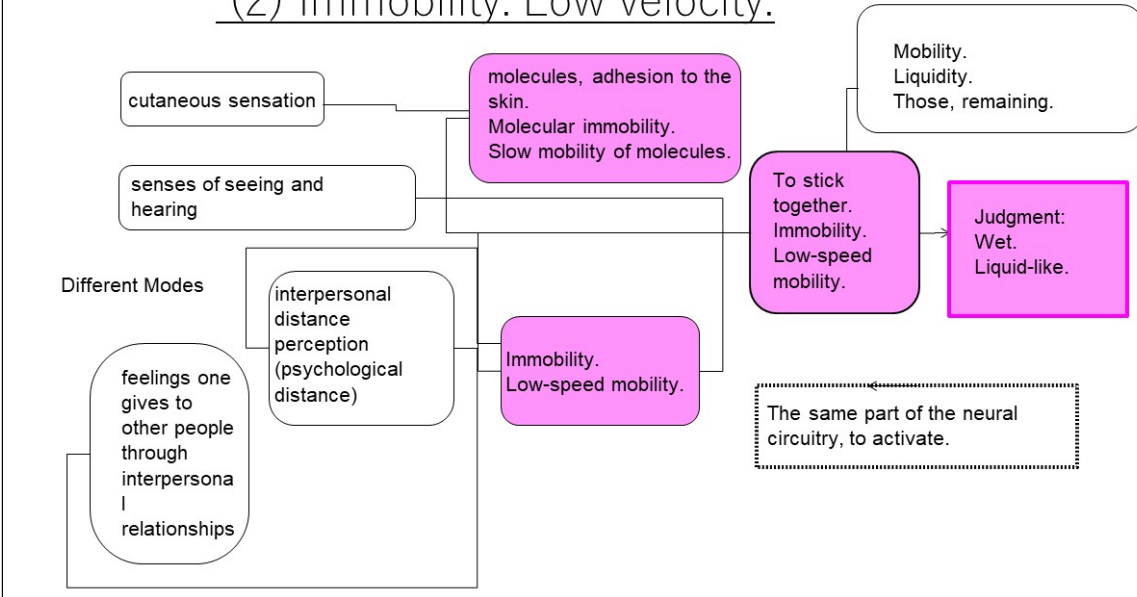 (2) Immobility. Low velocity.
cutaneous sensation
molecules, adhesion to the
skin.
Molecular immobility.
Slow mobility of molecules.
Mobility.
Liquidity.
Those, remaining.
senses of seeing and
hearing
To stick
together.
Immobility.
Low-speed
mobility.
Judgment:
Wet.
Liquid-like.
Different Modes
interpersonal
distance
perception
(psychological
distance)
Immobility.
Low-speed mobility.
feelings one
gives to
other people
through
interpersona
l
relationships
The same part of the neural
circuitry, to activate.